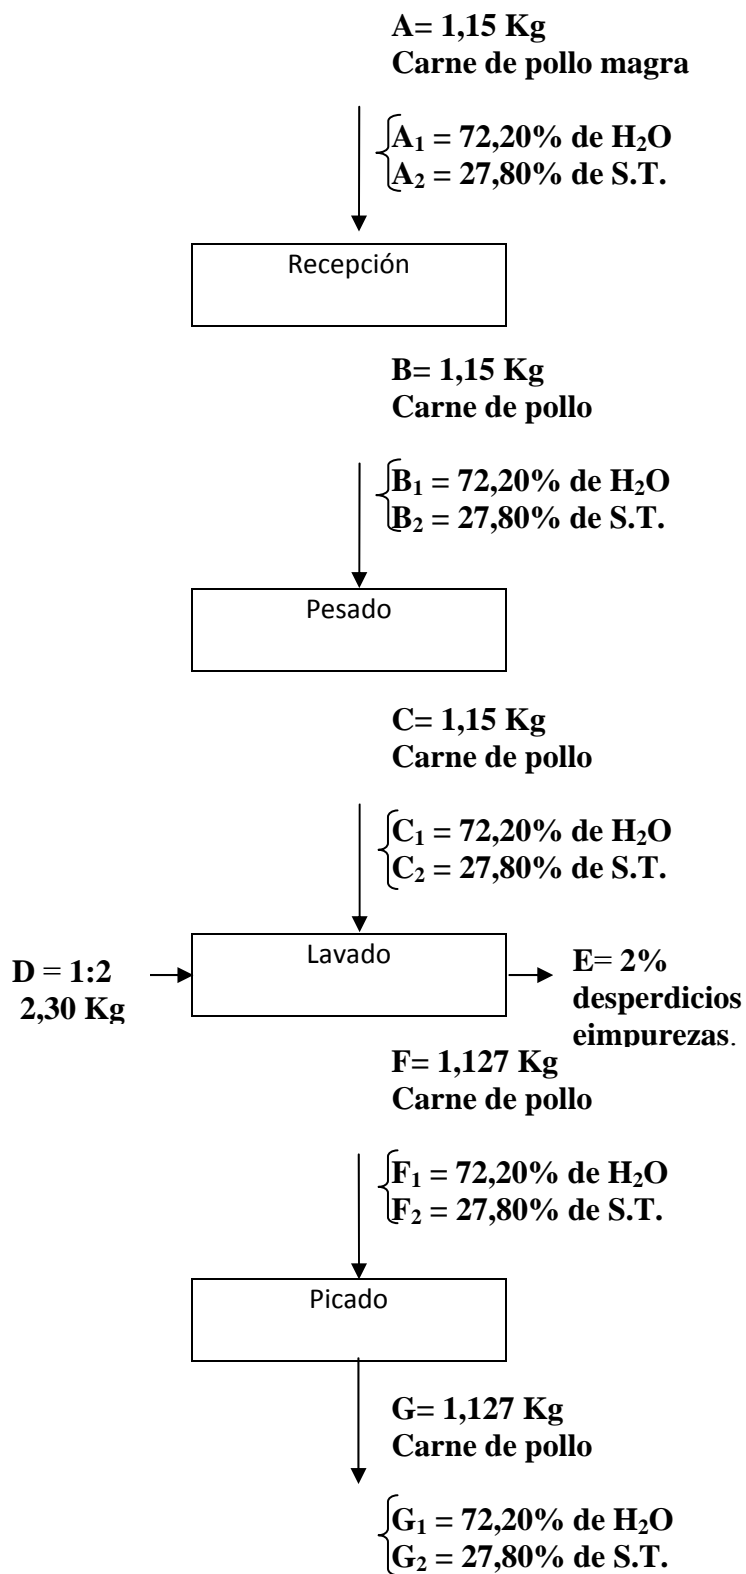 A= 1,15 Kg
Carne de pollo magra
A₁ = 72,20% de H₂O
A₂ = 27,80% de S.T.
Recepción
B= 1,15 Kg
Carne de pollo
B₁ = 72,20% de H₂O
B₂ = 27,80% de S.T.
Pesado
C= 1,15 Kg
Carne de pollo
C₁ = 72,20% de H₂O
C₂ = 27,80% de S.T.
D = 1:2
2,30 Kg
Lavado
E= 2%
desperdicios
eimpurezas.
F= 1,127 Kg
Carne de pollo
F₁ = 72,20% de H₂O
F₂ = 27,80% de S.T.
Picado
G= 1,127 Kg
Carne de pollo
G₁ = 72,20% de H₂O
G₂ = 27,80% de S.T.